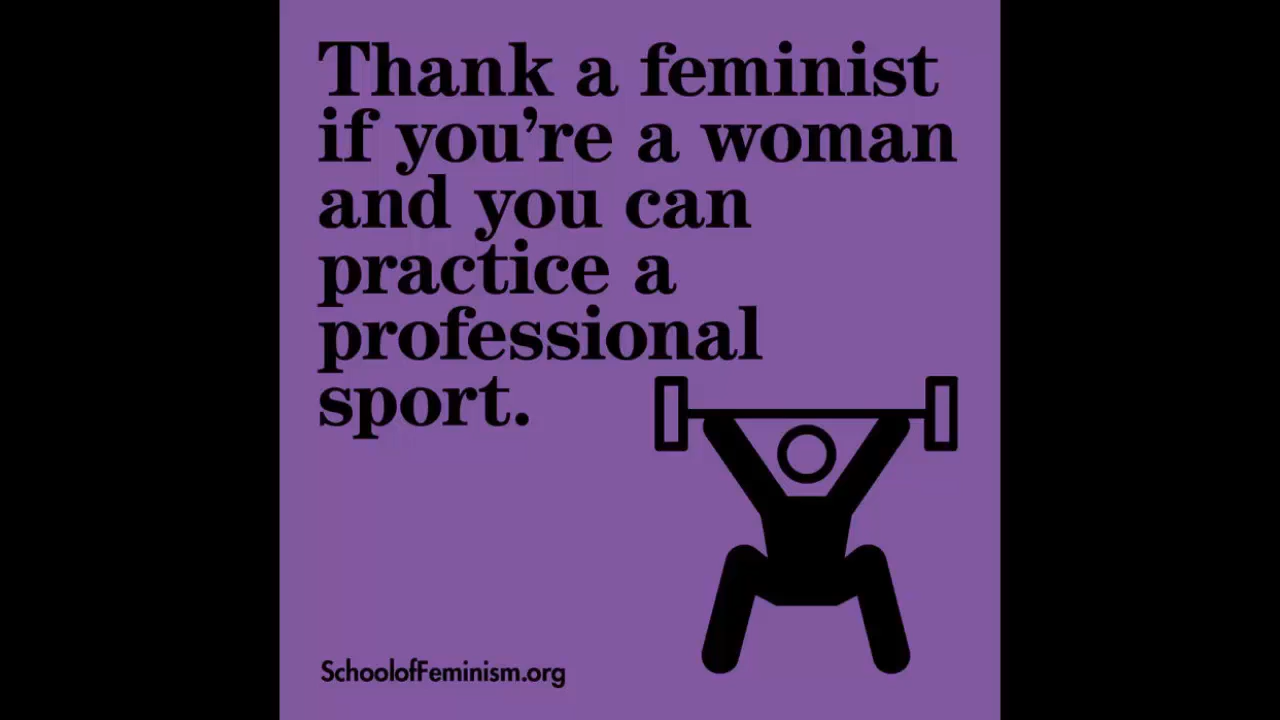 Thank a feminist
if you’re a woman
and you can
practice a
professional
sport.
SchoolofFeminism.org